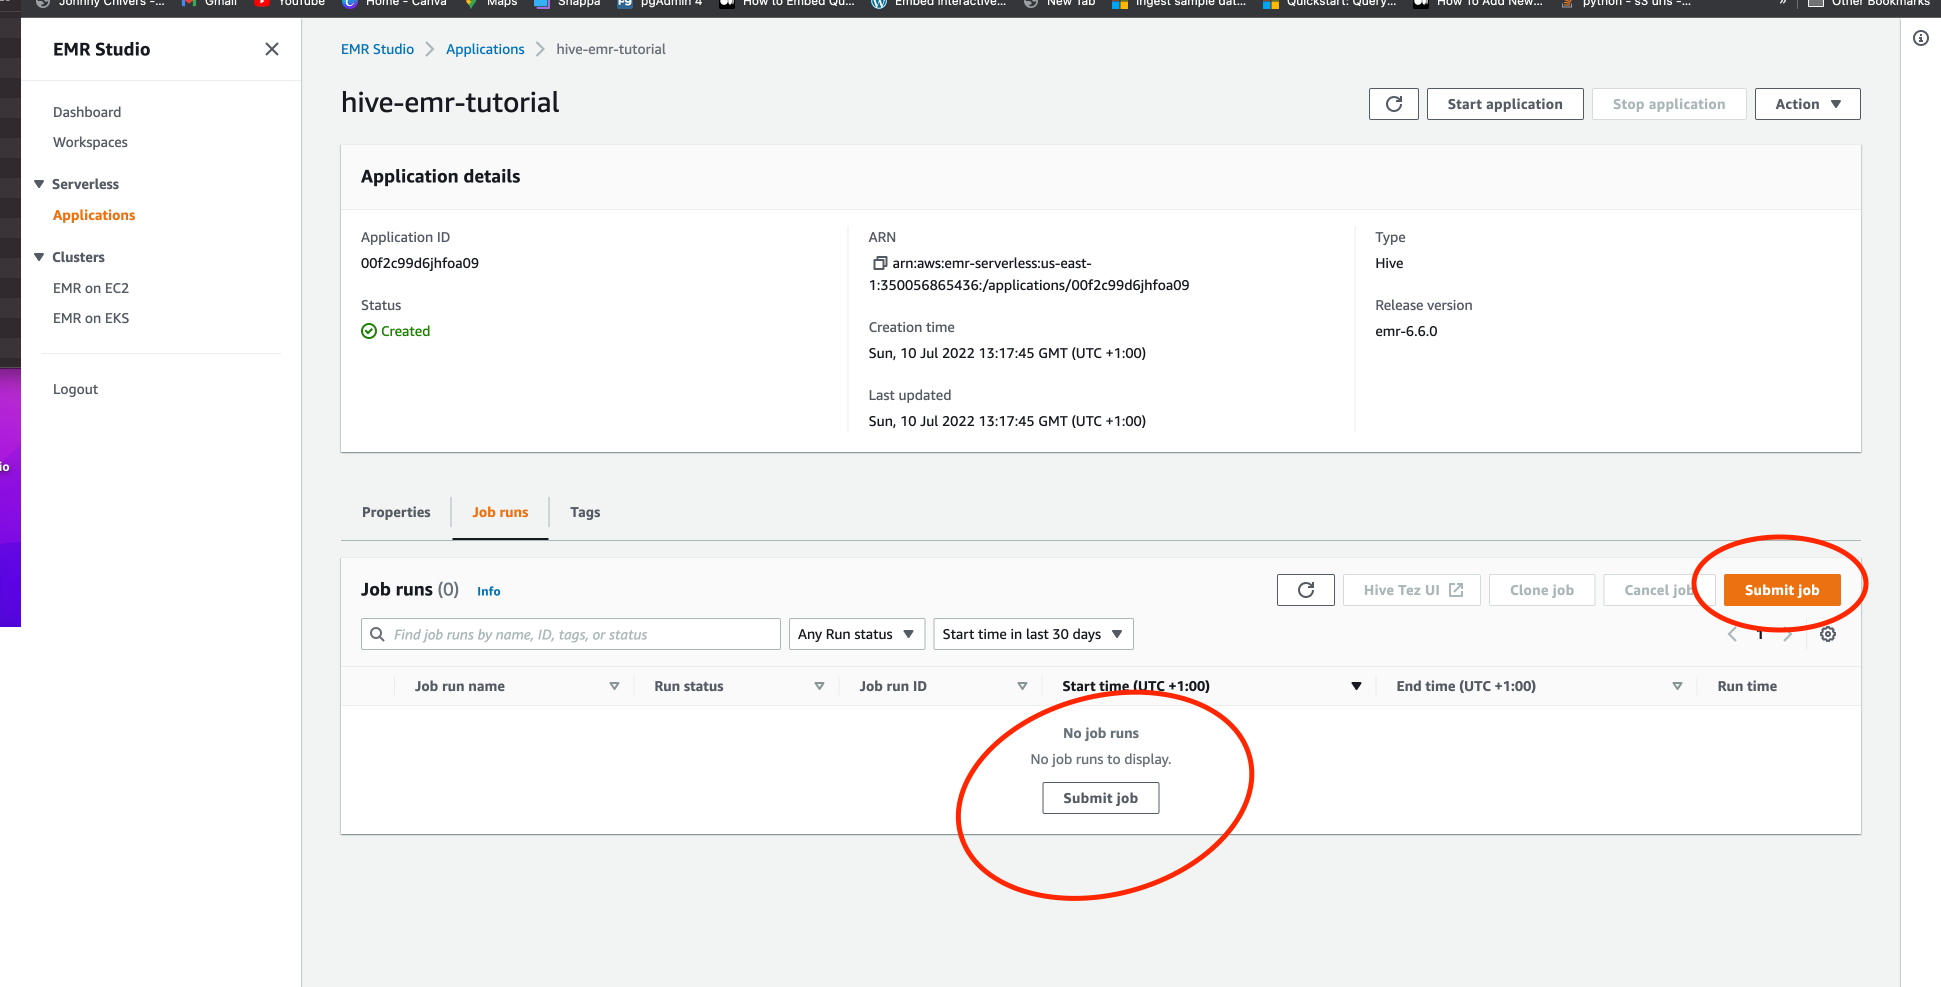 Johnny Chivers -... Gmail YouTube Home - Canva Maps Snappa pgAdmin 4 How to Embed Qu... Embed Interactive... New Tab Ingest sample dat... Quickstart: Query... How To Add New... python - s3 urls -... » Other Bookmarks
EMR Studio
Dashboard
Workspaces
Serverless
Applications
Clusters
EMR on EC2
EMR on EKS
Logout
io
EMR Studio Applications hive-emr-tutorial
hive-emr-tutorial
Start application Stop application Action
Application details
Application ID
00f2c99d6jhfoa09
Status
Created
ARN
arn:aws:emr-serverless:us-east-
1:350056865436:/applications/00f2c99d6jhfoa09
Creation time
Sun, 10 Jul 2022 13:17:45 GMT (UTC +1:00)
Last updated
Sun, 10 Jul 2022 13:17:45 GMT (UTC +1:00)
Type
Hive
Release version
emr-6.6.0
Properties Job runs Tags
Job runs (0) Info
Hive Tez UI Clone job Cancel job Submit job
Find job runs by name, ID, tags, or status Any Run status Start time in last 30 days 1
Job run name Run status Job run ID Start time (UTC +1:00) End time (UTC +1:00) Run time
No job runs
No job runs to display.
Submit job